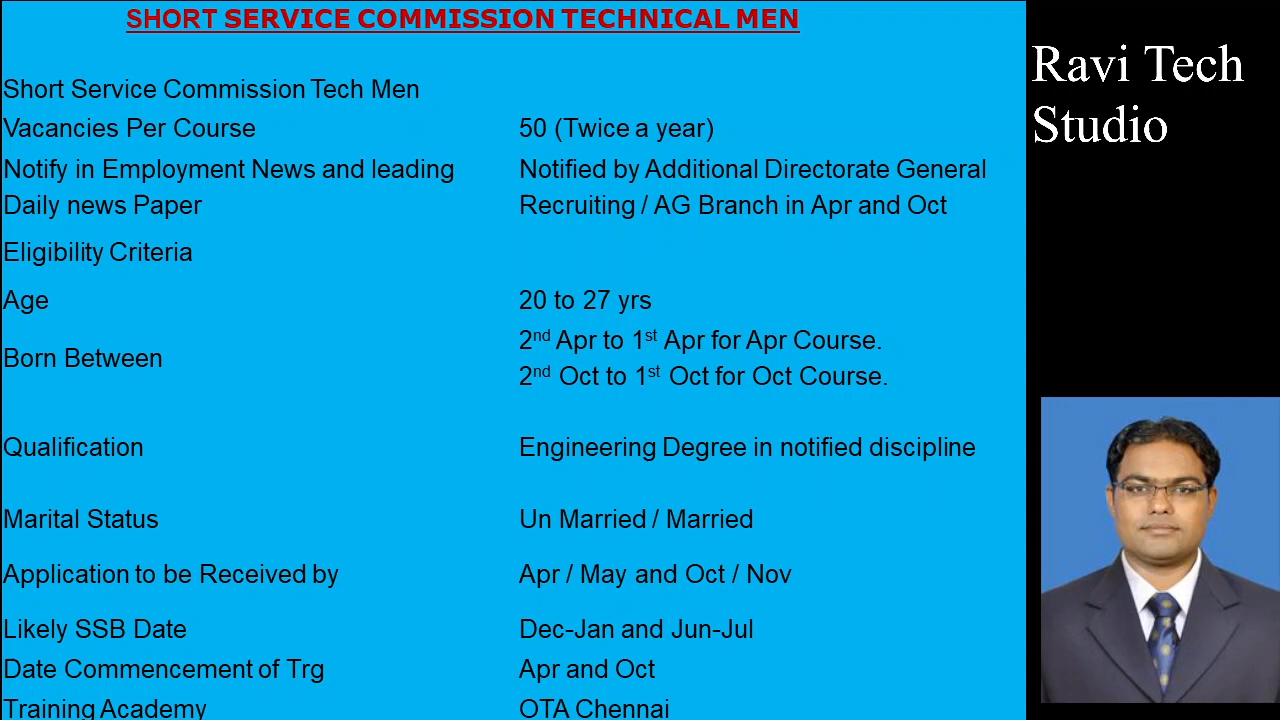 SHORT SERVICE COMMISSION TECHNICAL MEN
Short Service Commission Tech Men
Vacancies Per Course 50 (Twice a year)
Notify in Employment News and leading Notified by Additional Directorate General
Daily news Paper Recruiting / AG Branch in Apr and Oct
Eligibility Criteria
Age 20 to 27 yrs
Born Between
2nd Apr to 1st Apr for Apr Course.
2nd Oct to 1st Oct for Oct Course.
Qualification Engineering Degree in notified discipline
Marital Status Un Married / Married
Application to be Received by Apr / May and Oct / Nov
Likely SSB Date Dec-Jan and Jun-Jul
Date Commencement of Trg Apr and Oct
Training Academy OTA Chennai
Ravi Tech
Studio